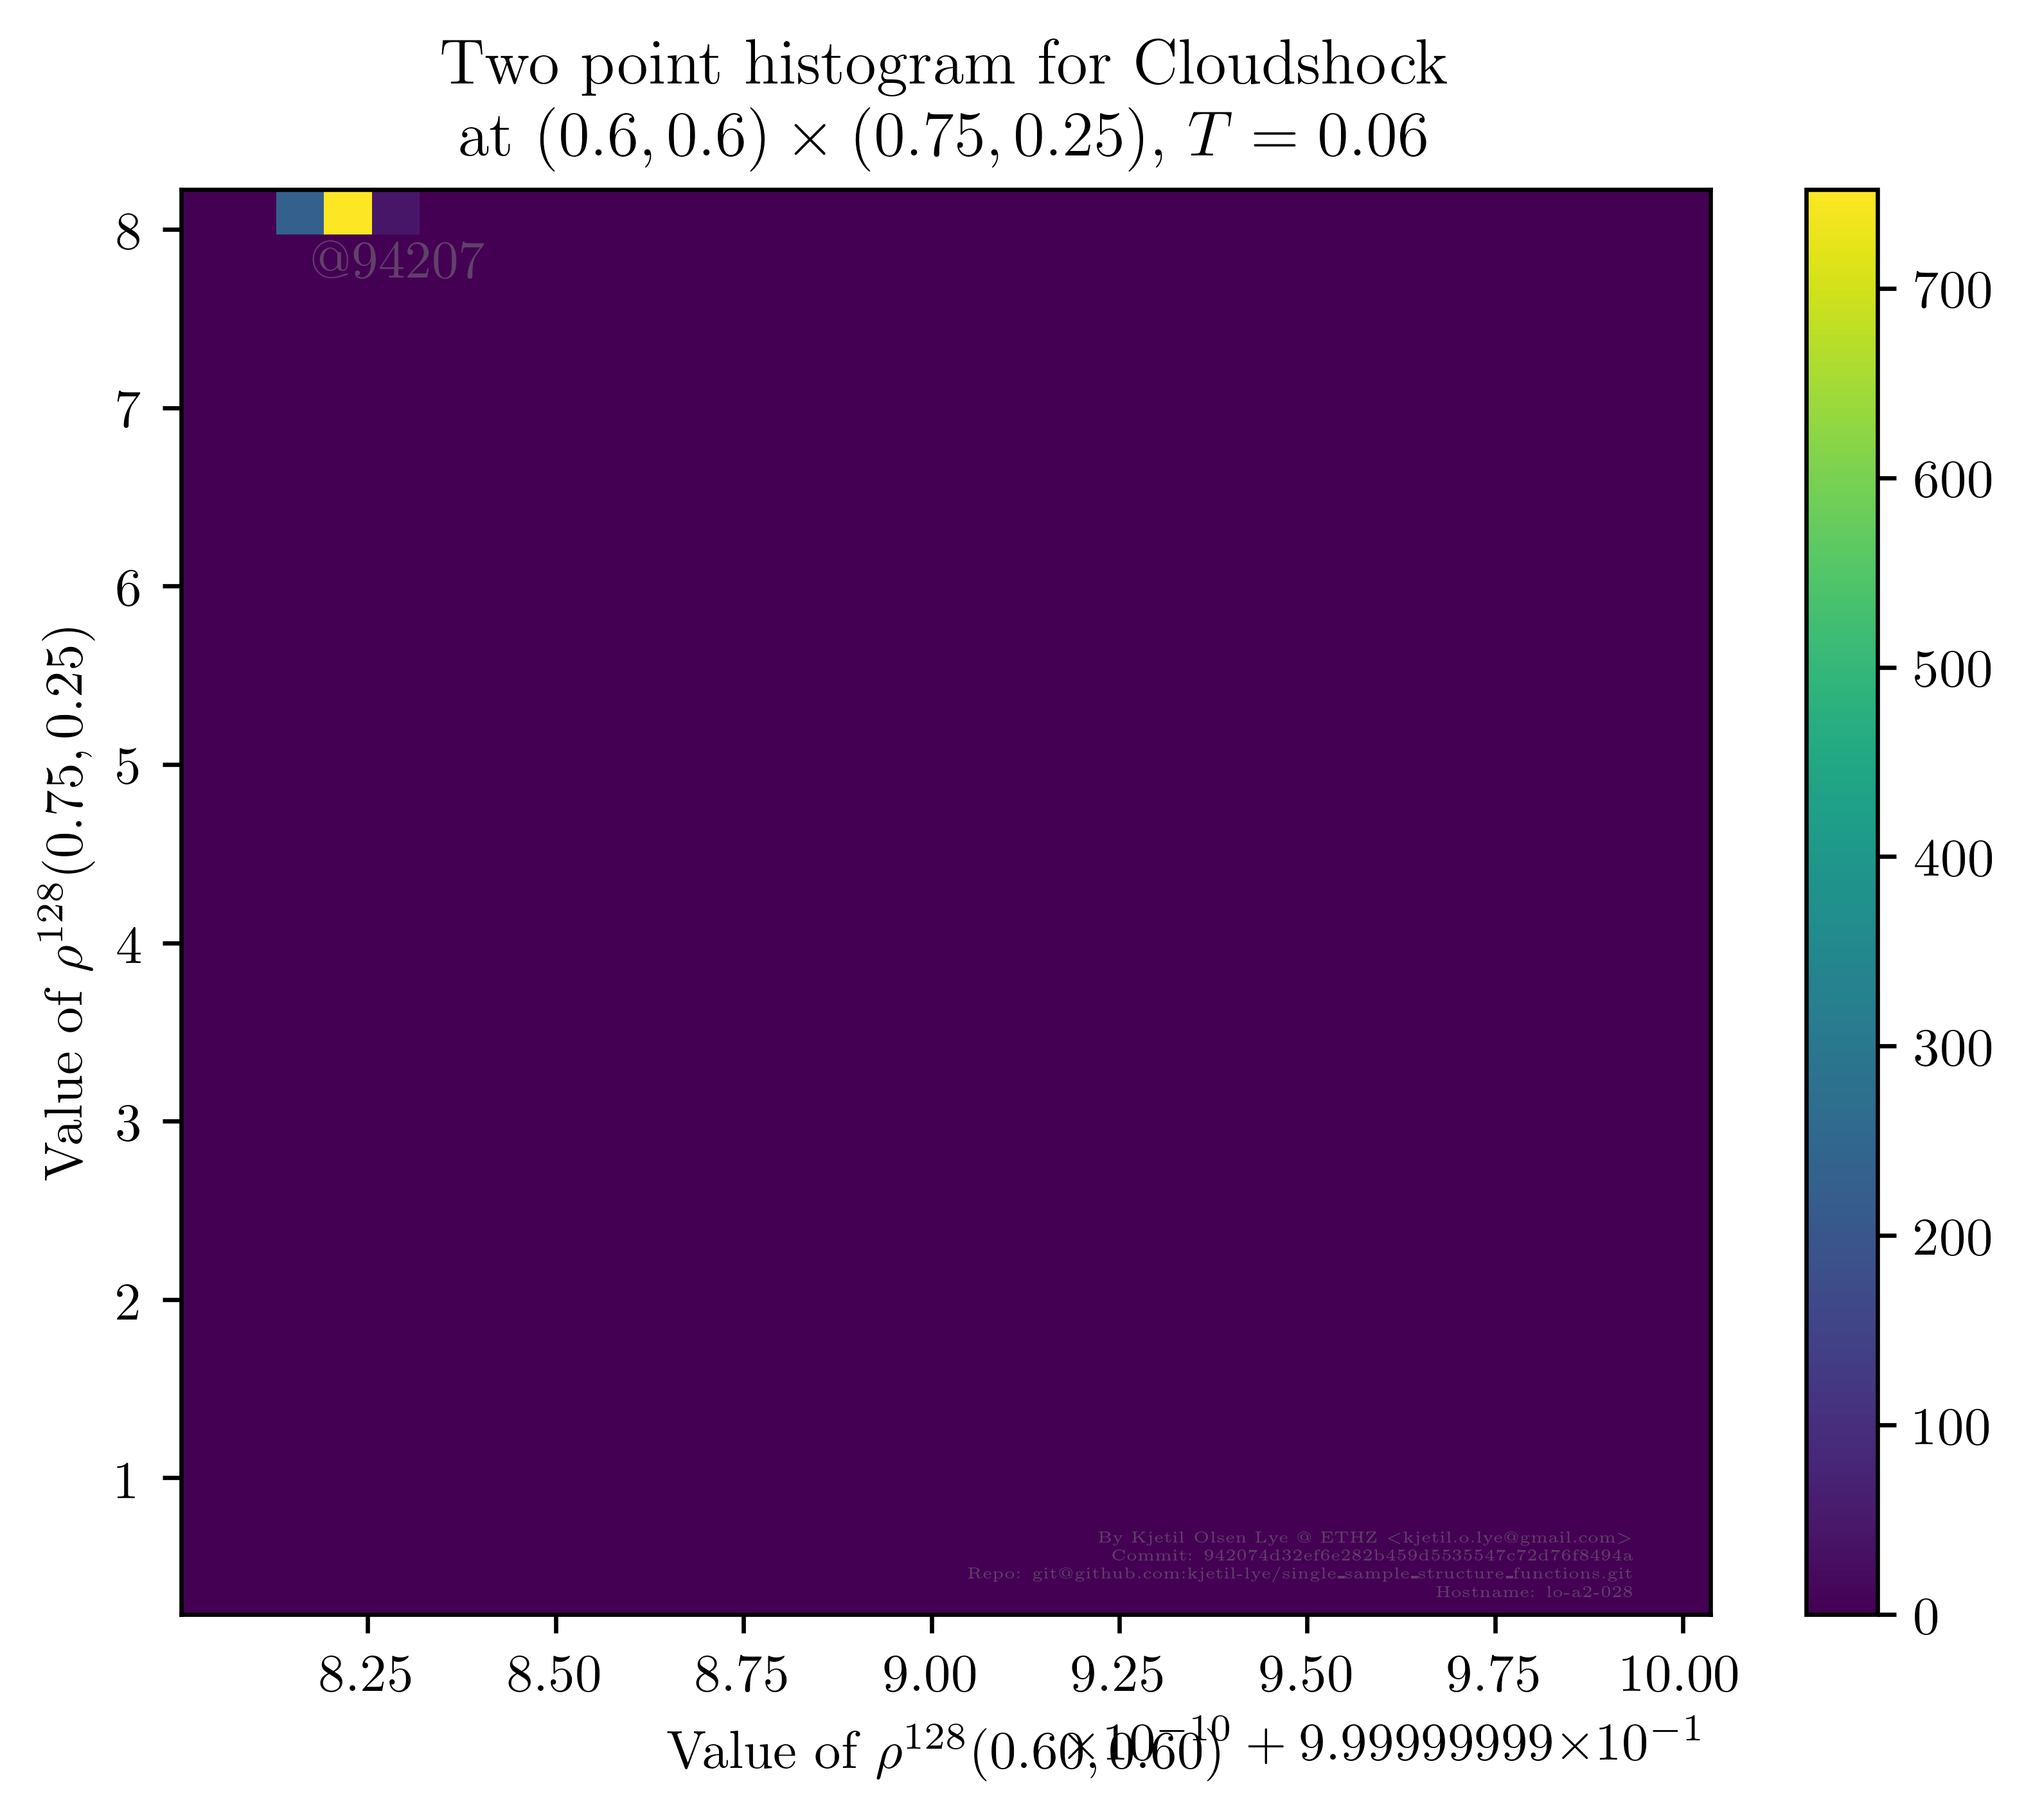 Two point histogram for Cloudshock
at (0.6, 0.6) × (0.75, 0.25), T = 0.06
8
7
6
5
4
3
2
1
Value of ρ^128(0.75, 0.25)
@94207
By Kjetil Olsen Lye @ ETHZ <kjetil.o.lye@gmail.com>
Commit: 942074d32ef6e282b459d5535547c72d76f8494a
Repo: git@github.com:kjetil-lye/single_sample_structure_functions.git
Hostname: lo-a2-028
8.25 8.50 8.75 9.00 9.25 9.50 9.75 10.00
Value of ρ^128(0.60, 0.60)
×10^−10 + 9.99999999×10^−1
700
600
500
400
300
200
100
0